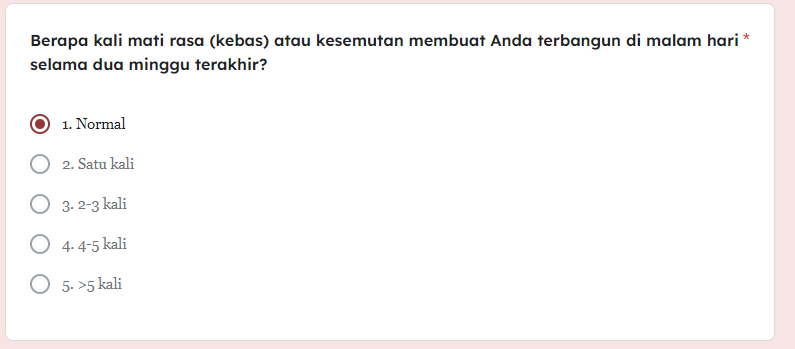 Berapa kali mati rasa (kebas) atau kesemutan membuat Anda terbangun di malam hari *
selama dua minggu terakhir?
1. Normal
2. Satu kali
3. 2-3 kali
4. 4-5 kali
5. >5 kali